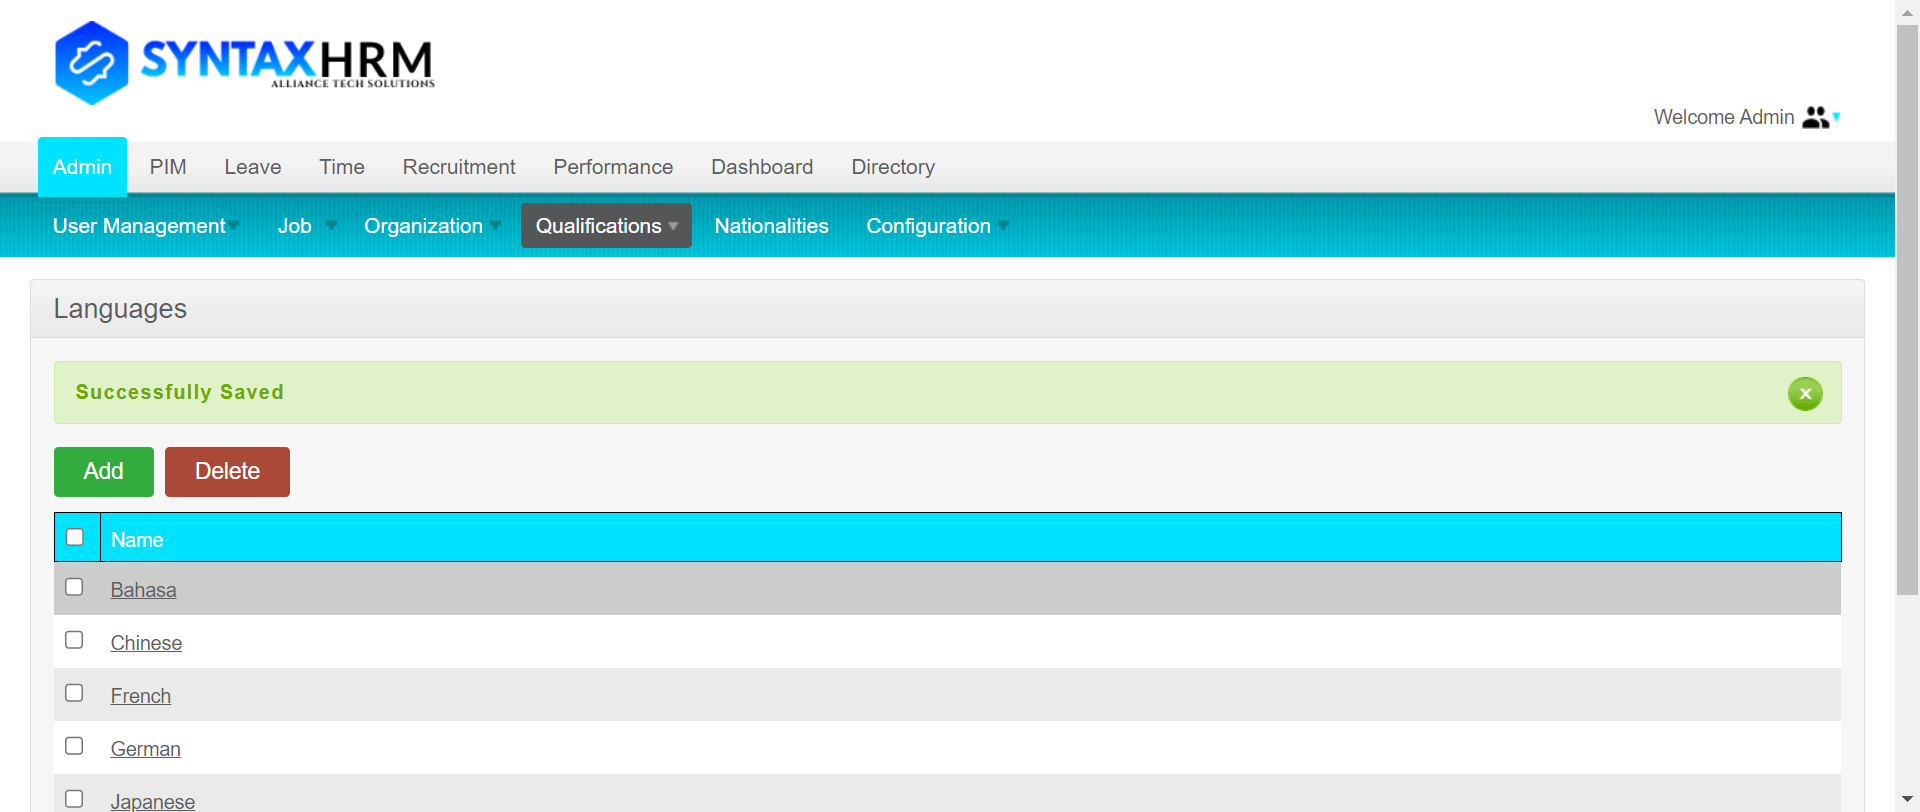 SYNTAXHRM
ALLIANCE TECH SOLUTIONS
Welcome Admin
Admin PIM Leave Time Recruitment Performance Dashboard Directory
User Management Job Organization Qualifications Nationalities Configuration
Languages
Successfully Saved
x
Add Delete
Name
Bahasa
Chinese
French
German
Japanese